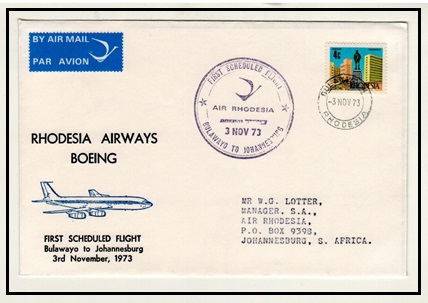 BY AIR MAIL
PAR AVION
FIRST SCHEDULED Flight
AIR RHODESIA
3 NOV 73
BULAWAYO TO JOHANNESBURG
4c
BULAWAYO
-3 NOV 73
RHODESIA
RHODESIA AIRWAYS
BOEING
FIRST SCHEDULED FLIGHT
Bulawayo to Johannesburg
3rd November, 1973
MR W.G. LOTTER,
MANAGER, S.A.,
AIR RHODESIA,
P.O. BOX 9398,
JOHANNESBURG, S. AFRICA.